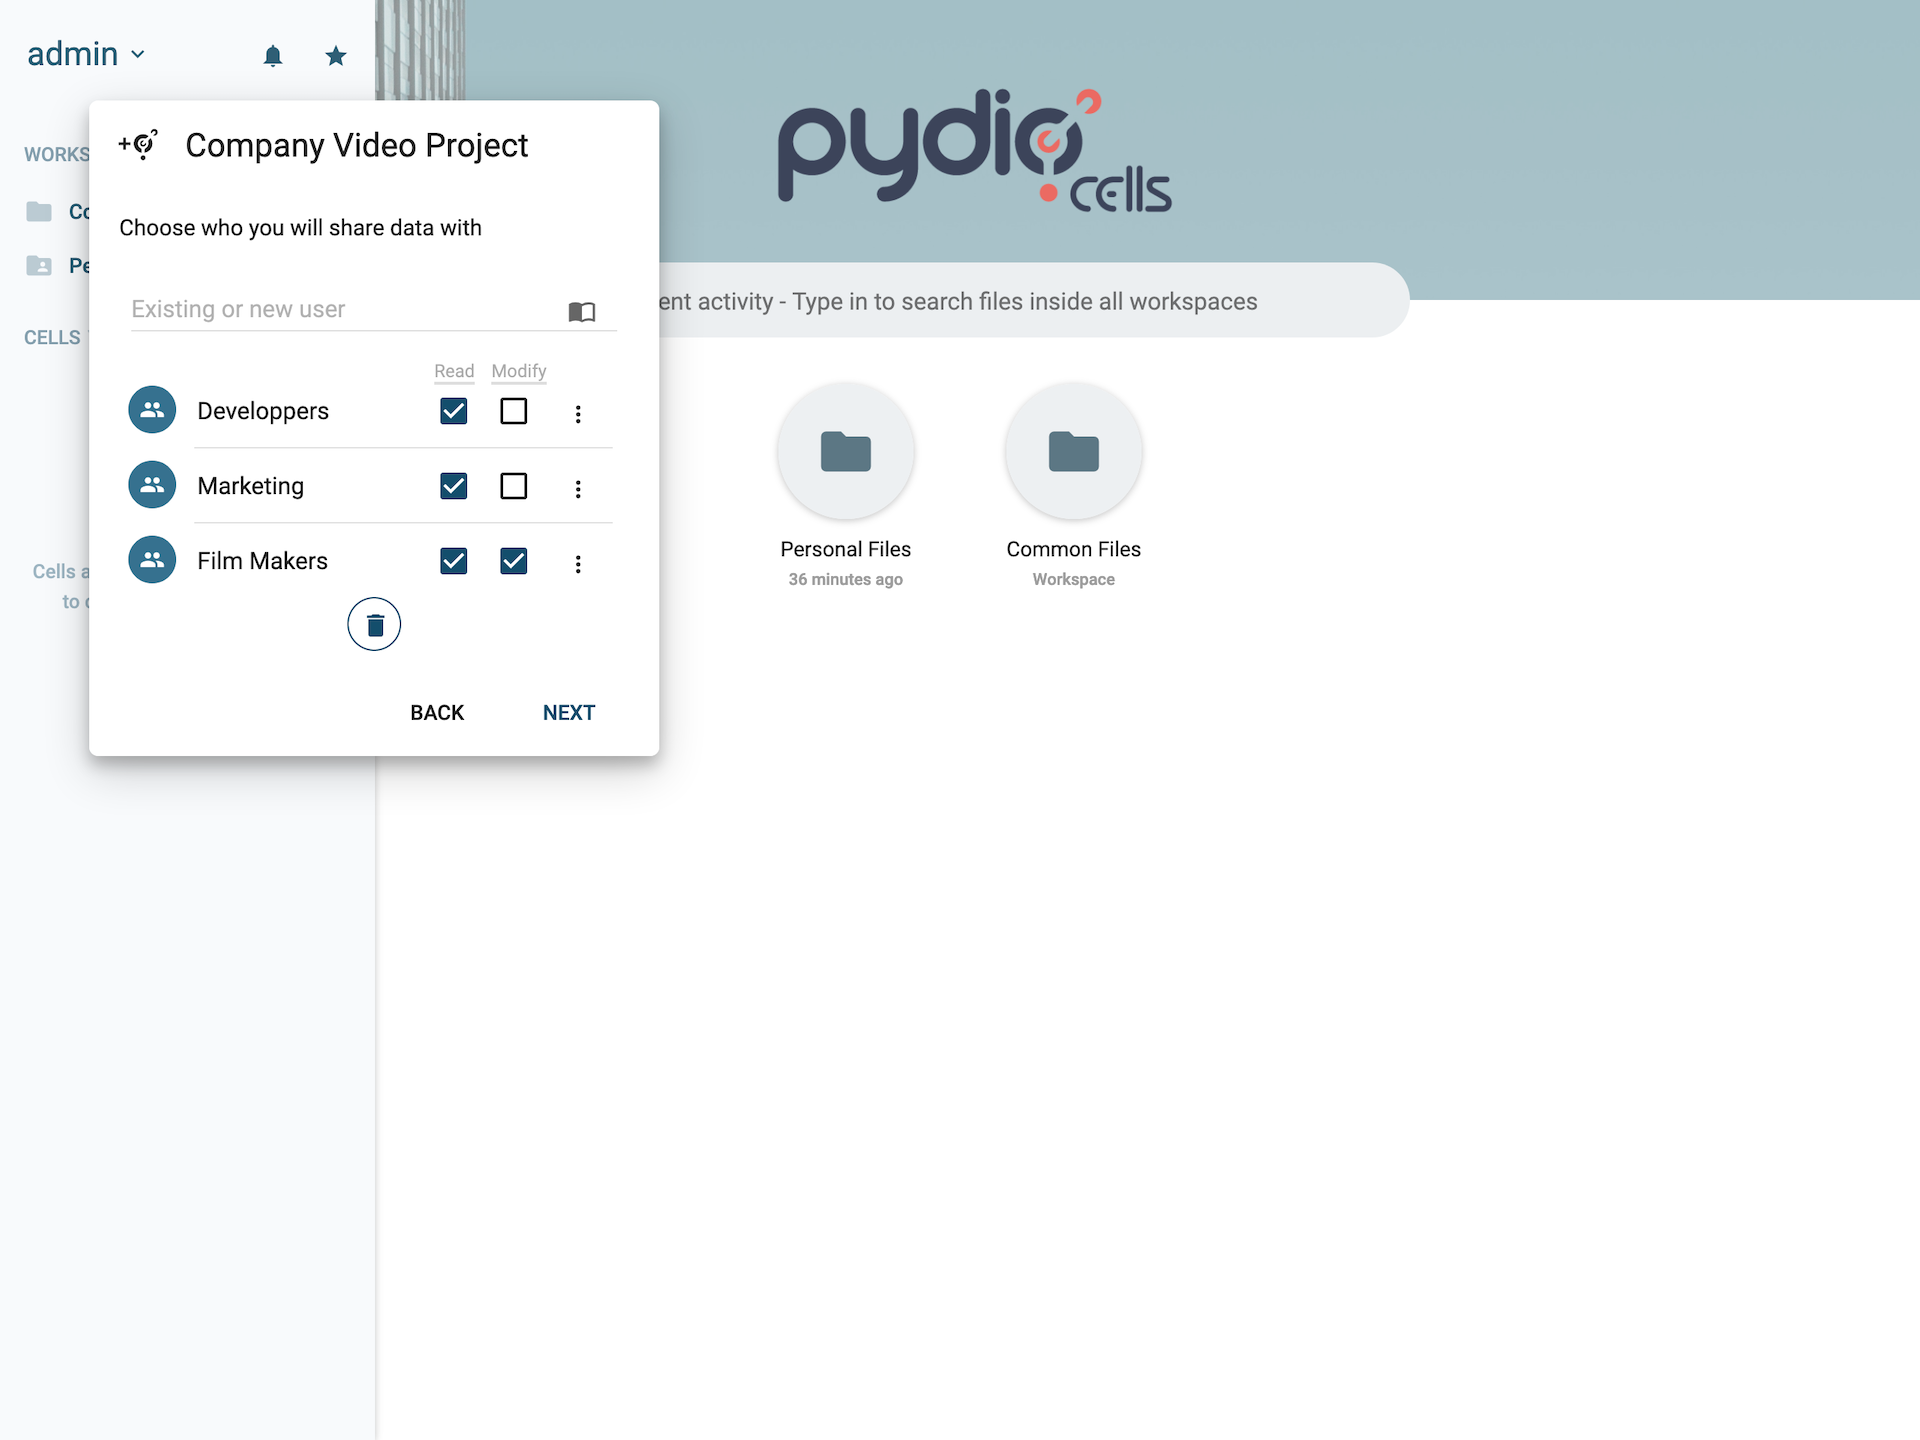 admin
Company Video Project
WORKS
Choose who you will share data with
Co
Pe
Existing or new user
CELLS
Read Modify
Developpers
Marketing
Film Makers
Cells a
to c
BACK NEXT
pydio
cells
ent activity - Type in to search files inside all workspaces
Personal Files
36 minutes ago
Common Files
Workspace